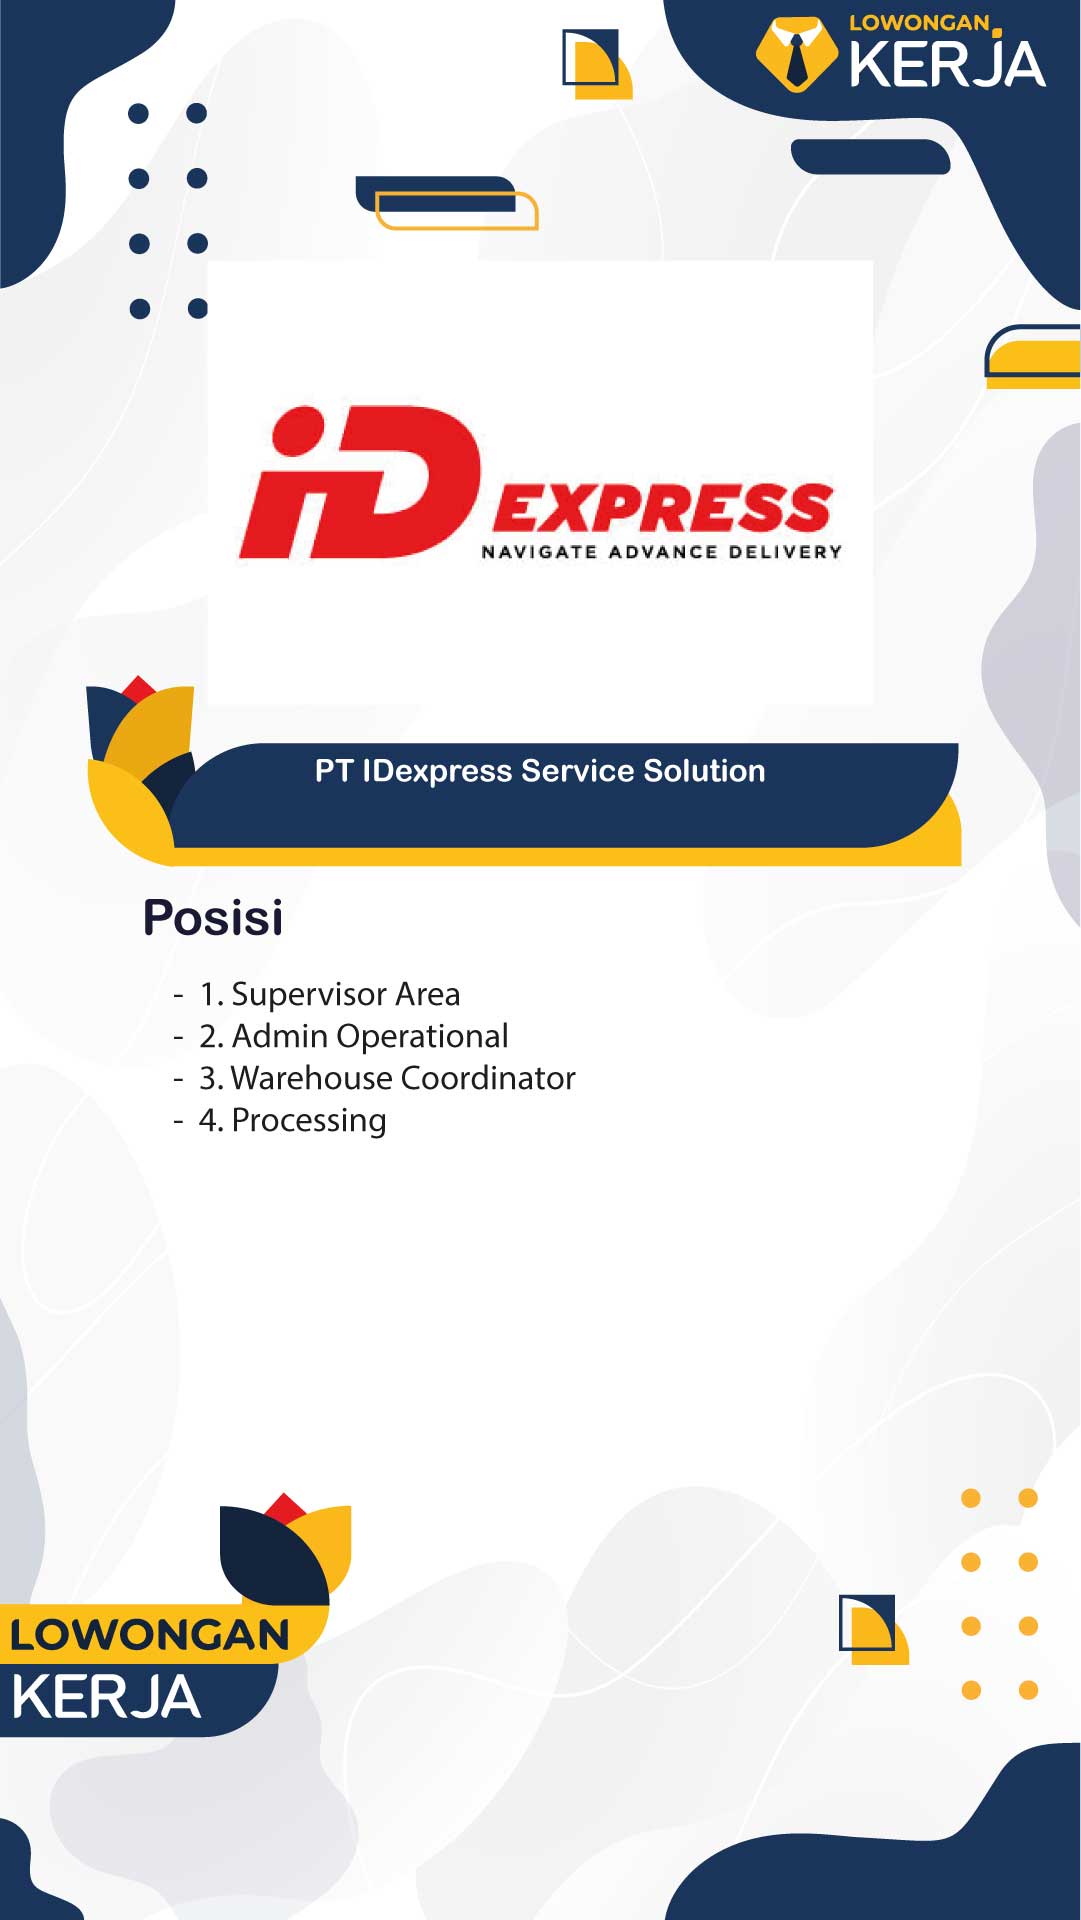 LOWONGAN
KERJA
iD EXPRESS
NAVIGATE ADVANCE DELIVERY
PT IDexpress Service Solution
Posisi
- 1. Supervisor Area
- 2. Admin Operational
- 3. Warehouse Coordinator
- 4. Processing
LOWONGAN
KERJA